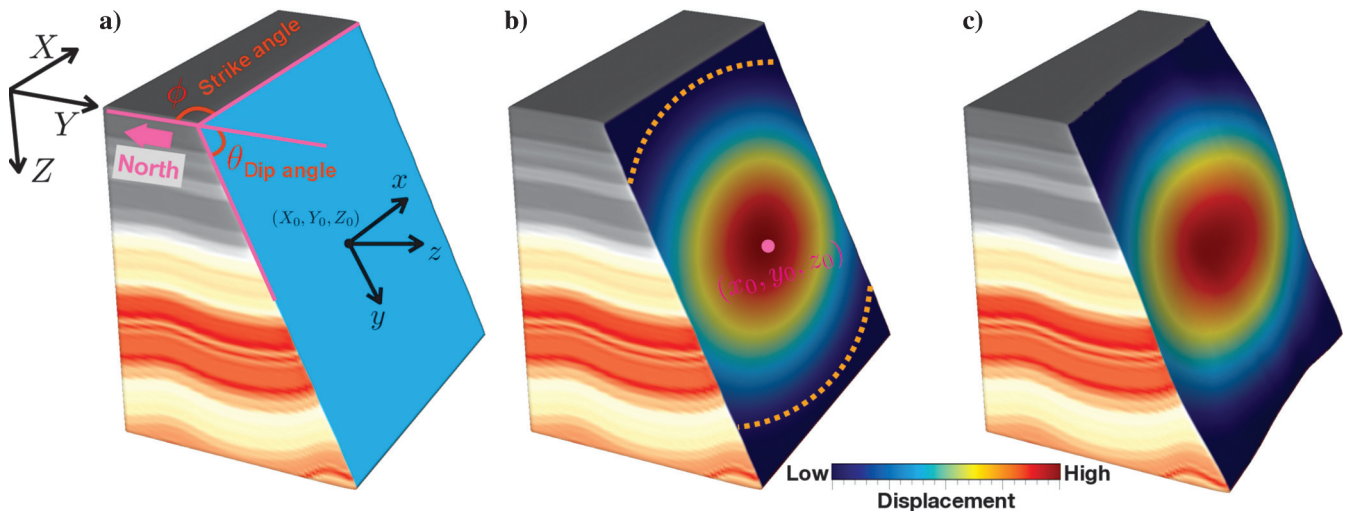 a)
X
Y
Z
ϕ Strike angle
North
θ Dip angle
(X₀, Y₀, Z₀)
x
z
y
b)
(x₀, y₀, z₀)
c)
Low High
Displacement